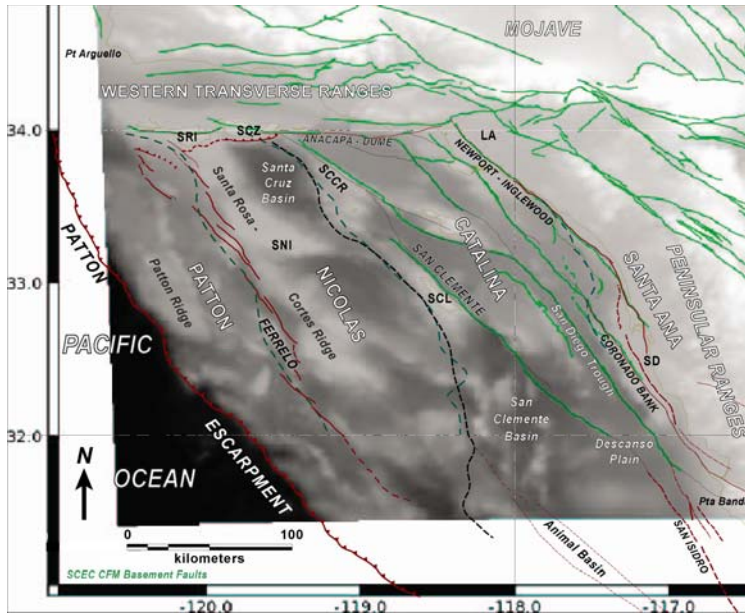 MOJAVE
Pt Arguello
WESTERN TRANSVERSE RANGES
34.0
SRI
SCZ
ANACAPA - DUME
LA
Santa
Cruz
Basin
SCCR
NEWPORT - INGLEWOOD
Santa Rosa -
PATTON
SNI
CATALINA
33.0
Patton Ridge
PATTON
NICOLAS
SAN CLEMENTE
SCL
SANTA ANA
PENINSULAR RANGES
Cortes Ridge
FERRELO
San Diego Trough
CORONADO BANK
SD
PACIFIC
ESCARPMENT
San
Clemente
Basin
32.0
Descanso
Plain
N
OCEAN
Pta Banda
0
100
kilometers
Animal Basin
SAN ISIDRO
SCEC CFM Basement Faults
-120.0
-119.0
-118.0
-117.0